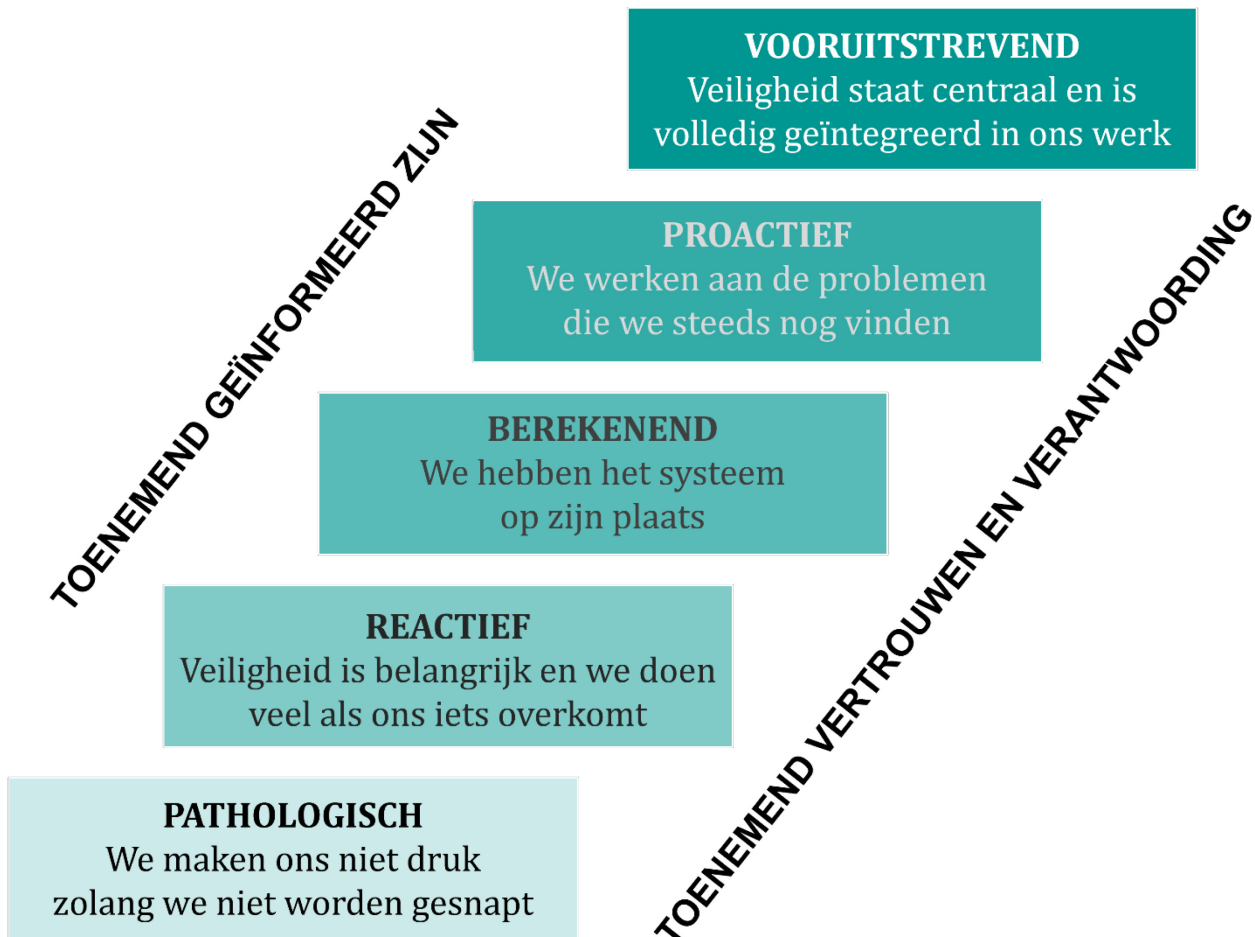 VOORUITSTREVEND
Veiligheid staat centraal en is
volledig geïntegreerd in ons werk
TOENEMEND GEÏNFORMEERD ZIJN
PROACTIEF
We werken aan de problemen
die we steeds nog vinden
BEREKENEND
We hebben het systeem
op zijn plaats
REACTIEF
Veiligheid is belangrijk en we doen
veel als ons iets overkomt
PATHOLOGISCH
We maken ons niet druk
zolang we niet worden gesnapt
TOENEMEND VERTROUWEN EN VERANTWOORDING